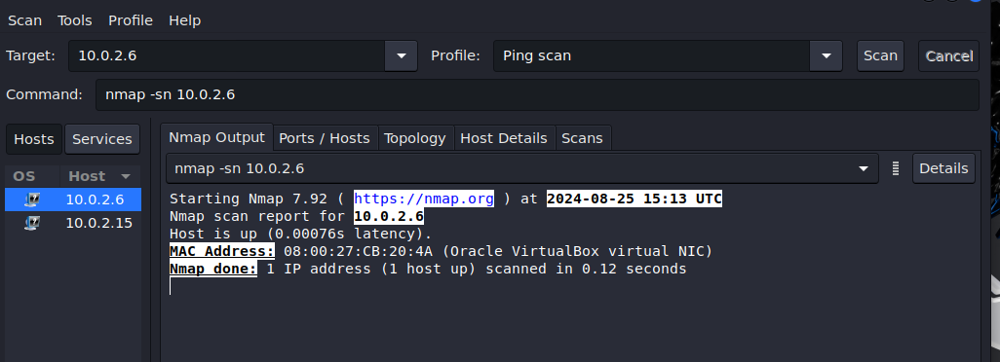 Scan Tools Profile Help
Target: 10.0.2.6 Profile: Ping scan Scan Cancel
Command: nmap -sn 10.0.2.6
Hosts Services
Nmap Output Ports / Hosts Topology Host Details Scans
OS Host
10.0.2.6
10.0.2.15
nmap -sn 10.0.2.6 Details
Starting Nmap 7.92 ( https://nmap.org ) at 2024-08-25 15:13 UTC
Nmap scan report for 10.0.2.6
Host is up (0.00076s latency).
MAC Address: 08:00:27:CB:20:4A (Oracle VirtualBox virtual NIC)
Nmap done: 1 IP address (1 host up) scanned in 0.12 seconds